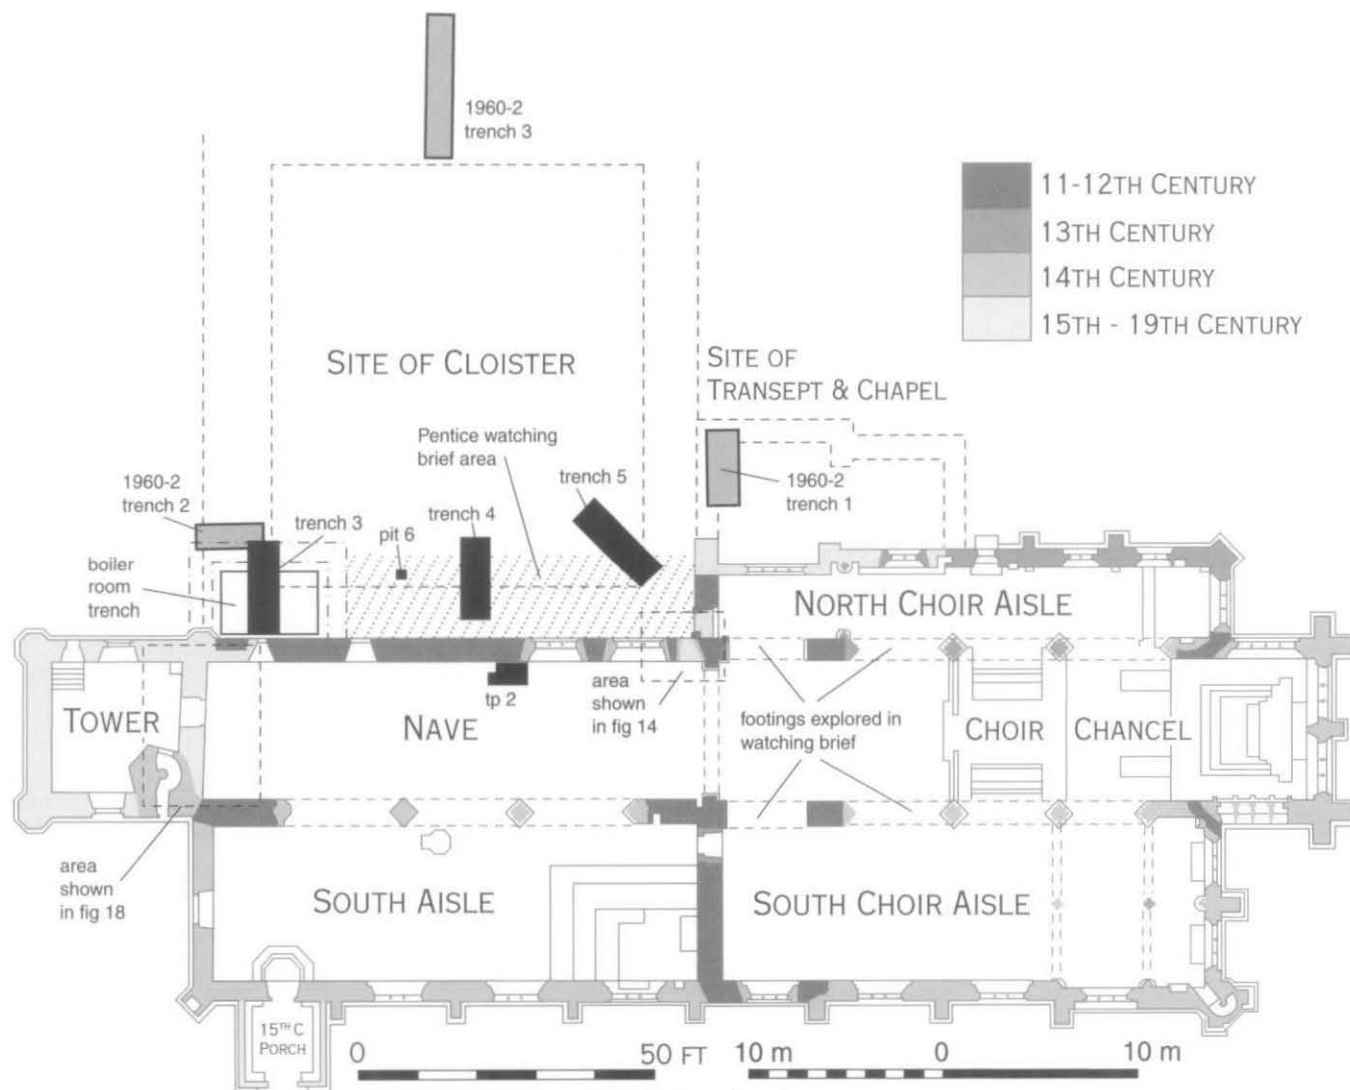 1960-2
trench 3
11-12TH CENTURY
13TH CENTURY
14TH CENTURY
15TH - 19TH CENTURY
SITE OF CLOISTER
SITE OF
TRANSEPT & CHAPEL
Pentice watching
brief area
trench 5
1960-2
trench 1
1960-2
trench 2
trench 3
pit 6
trench 4
boiler
room
trench
NORTH CHOIR AISLE
TOWER
NAVE
tp 2
area
shown
in fig 14
footings explored in
watching brief
CHOIR
CHANCEL
area
shown
in fig 18
SOUTH AISLE
SOUTH CHOIR AISLE
15TH C
PORCH
0
50 FT
10 m
0
10 m